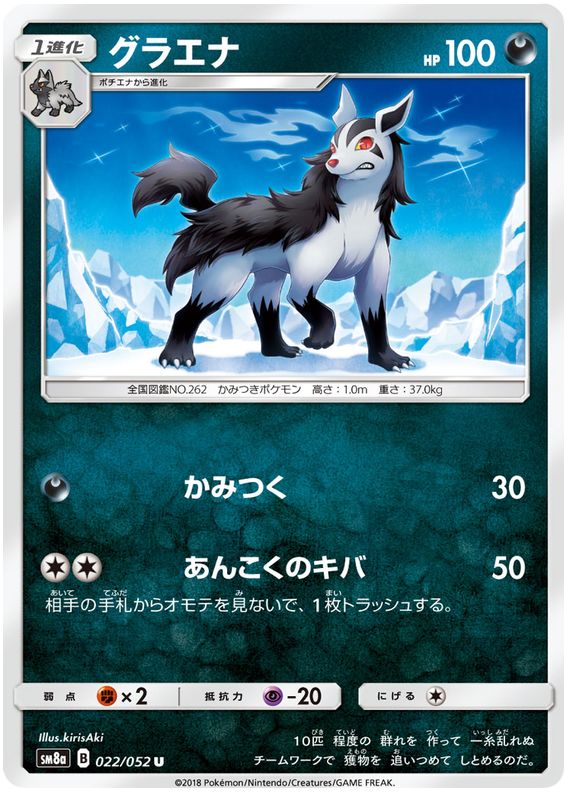 1進化
グラエナ
HP 100
ポチエナから進化
全国図鑑NO.262 かみつきポケモン 高さ：1.0m 重さ：37.0kg
かみつく 30
あんこくのキバ 50
相手の手札からオモテを見ないで、1枚トラッシュする。
弱点 ×2 抵抗力 -20 にげる
Illus.kirisAki
SM8a B 022/052 U
10匹 程度の 群れを 作って 一糸乱れぬ
チームワークで 獲物を 追いつめて しとめるのだ。
©2018 Pokémon/Nintendo/Creatures/GAME FREAK.